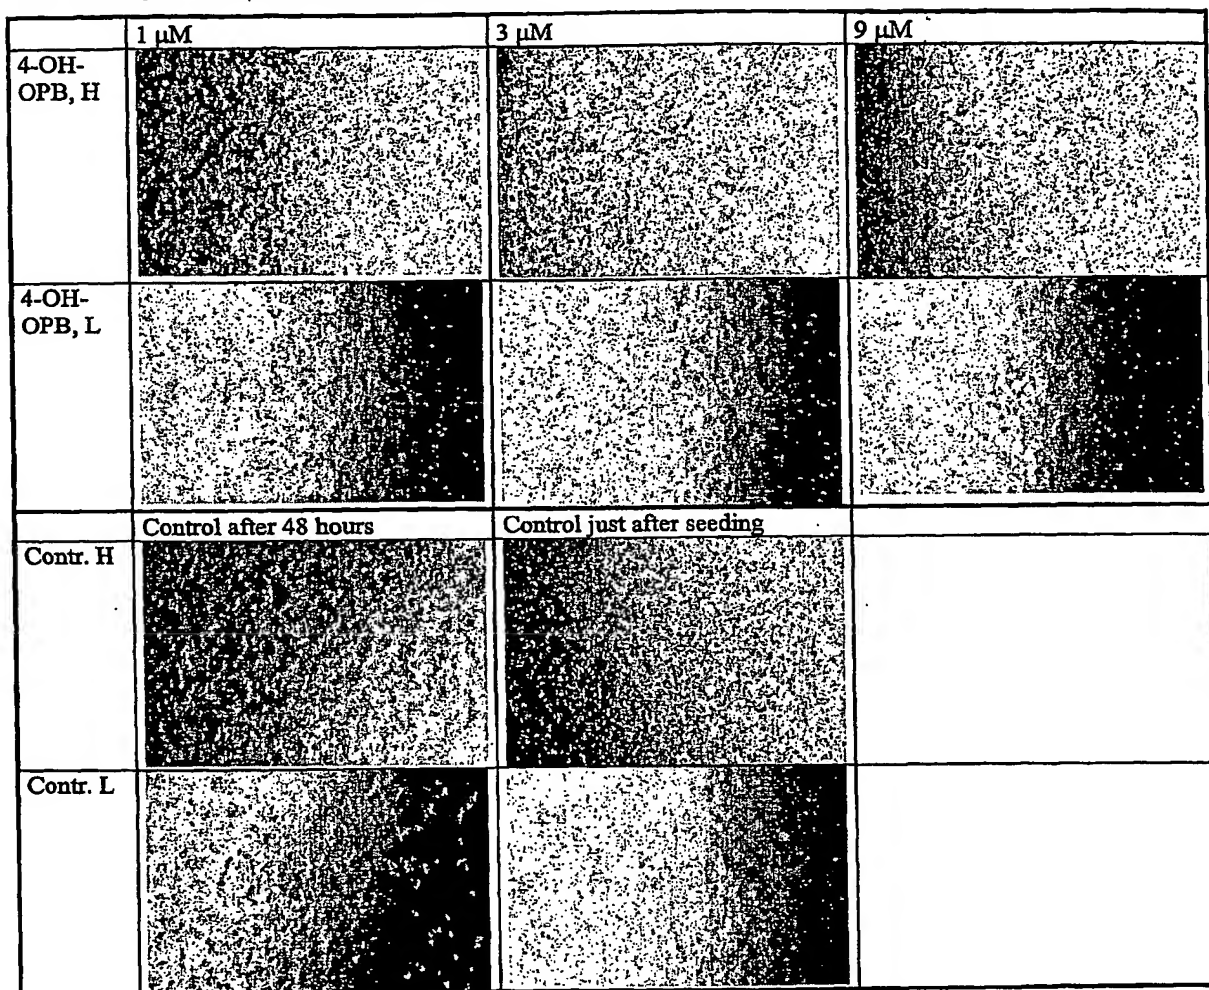 1 μM
3 μM
9 μM
4-OH-
OPB, H
4-OH-
OPB, L
Control after 48 hours
Control just after seeding
Contr. H
Contr. L